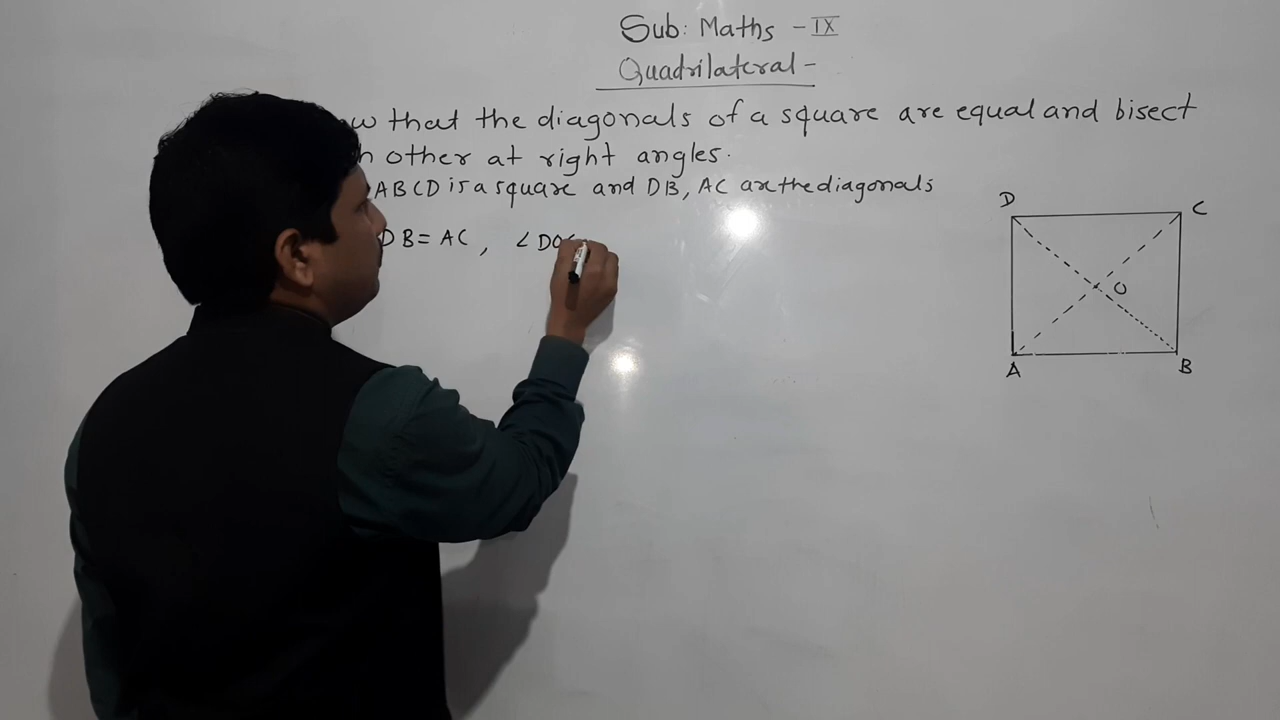 Sub: Maths - IX
Quadrilateral -
that the diagonals of a square are equal and bisect
other at right angles.
ABCD is a square and DB, AC are the diagonals
DB = AC, ∠DO
D
C
O
A
B